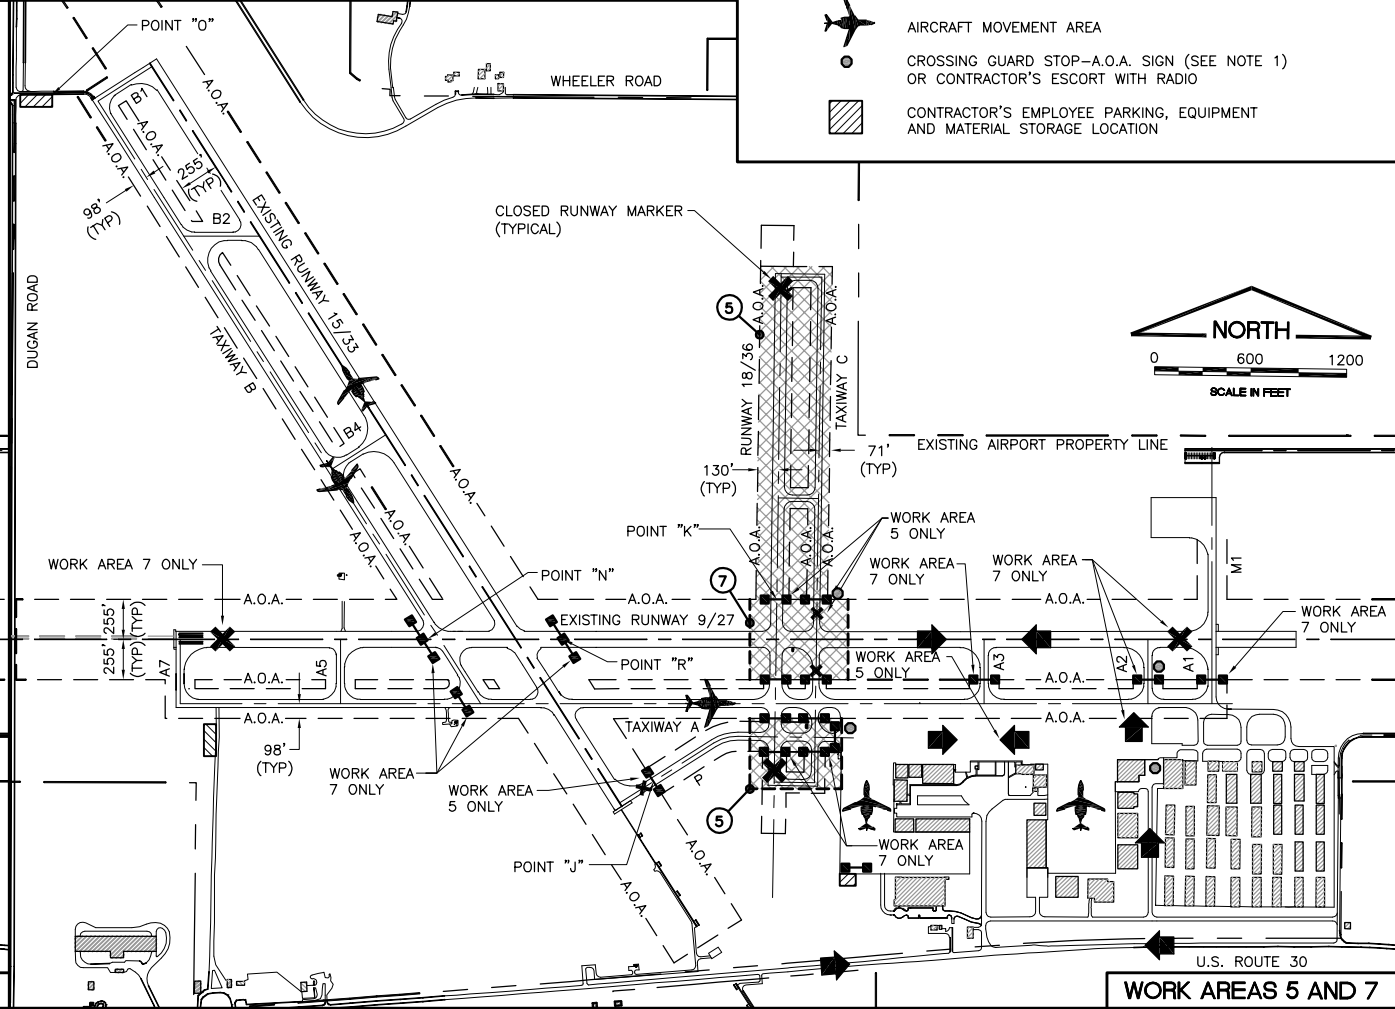 POINT "O"
AIRCRAFT MOVEMENT AREA
CROSSING GUARD STOP-A.O.A. SIGN (SEE NOTE 1)
OR CONTRACTOR'S ESCORT WITH RADIO
CONTRACTOR'S EMPLOYEE PARKING, EQUIPMENT
AND MATERIAL STORAGE LOCATION
WHEELER ROAD
A.O.A.
B1
A.O.A.
A.O.A.
255'
(TYP)
98'
(TYP)
B2
EXISTING RUNWAY 15/33
CLOSED RUNWAY MARKER
(TYPICAL)
DUGAN ROAD
TAXIWAY B
5
A.O.A.
A.O.A.
RUNWAY 18/36
TAXIWAY C
NORTH
0 600 1200
SCALE IN FEET
B4
A.O.A.
EXISTING AIRPORT PROPERTY LINE
71'
(TYP)
130'
(TYP)
A.O.A.
A.O.A.
POINT "K"
A.O.A.
A.O.A.
A.O.A.
WORK AREA
5 ONLY
WORK AREA
7 ONLY
WORK AREA
7 ONLY
M1
WORK AREA 7 ONLY
POINT "N"
7
A.O.A.
A.O.A.
A.O.A.
255'
(TYP)
255'
(TYP)
EXISTING RUNWAY 9/27
WORK AREA
7 ONLY
POINT "R"
WORK AREA
5 ONLY
A7
A5
A.O.A.
A.O.A.
A3
A2
A1
A.O.A.
A.O.A.
TAXIWAY A
98'
(TYP)
WORK AREA
7 ONLY
WORK AREA
5 ONLY
P
5
POINT "J"
A.O.A.
A.O.A.
WORK AREA
7 ONLY
U.S. ROUTE 30
WORK AREAS 5 AND 7